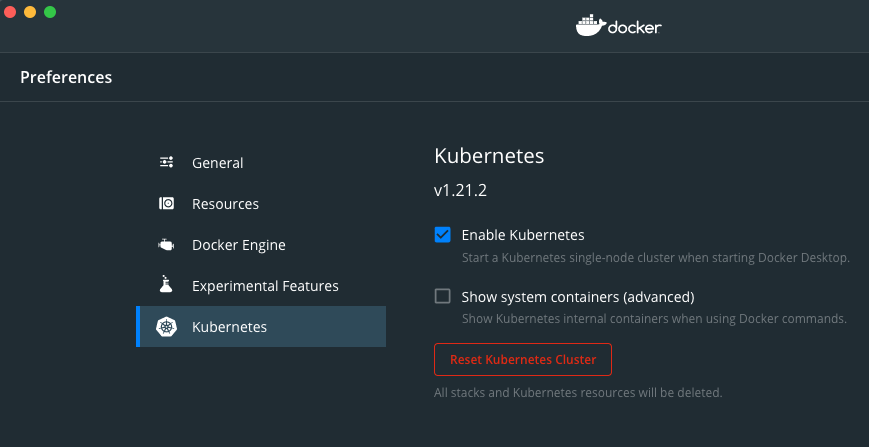 docker
Preferences
General
Resources
Docker Engine
Experimental Features
Kubernetes
Kubernetes
v1.21.2
Enable Kubernetes
Start a Kubernetes single-node cluster when starting Docker Desktop.
Show system containers (advanced)
Show Kubernetes internal containers when using Docker commands.
Reset Kubernetes Cluster
All stacks and Kubernetes resources will be deleted.